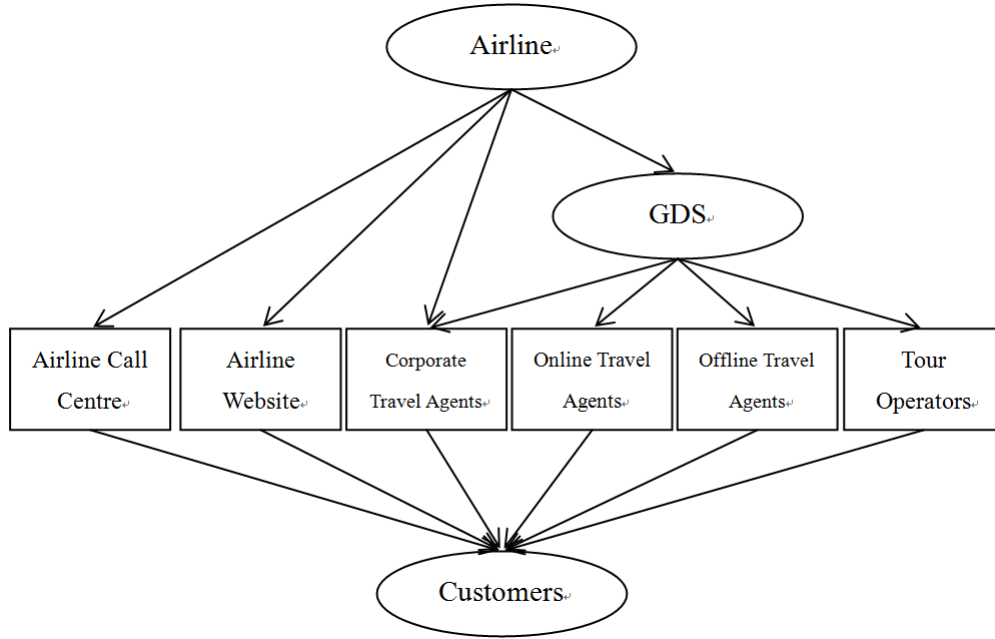 Airline
GDS
Airline Call
Centre
Airline
Website
Corporate
Travel Agents
Online Travel
Agents
Offline Travel
Agents
Tour
Operators
Customers